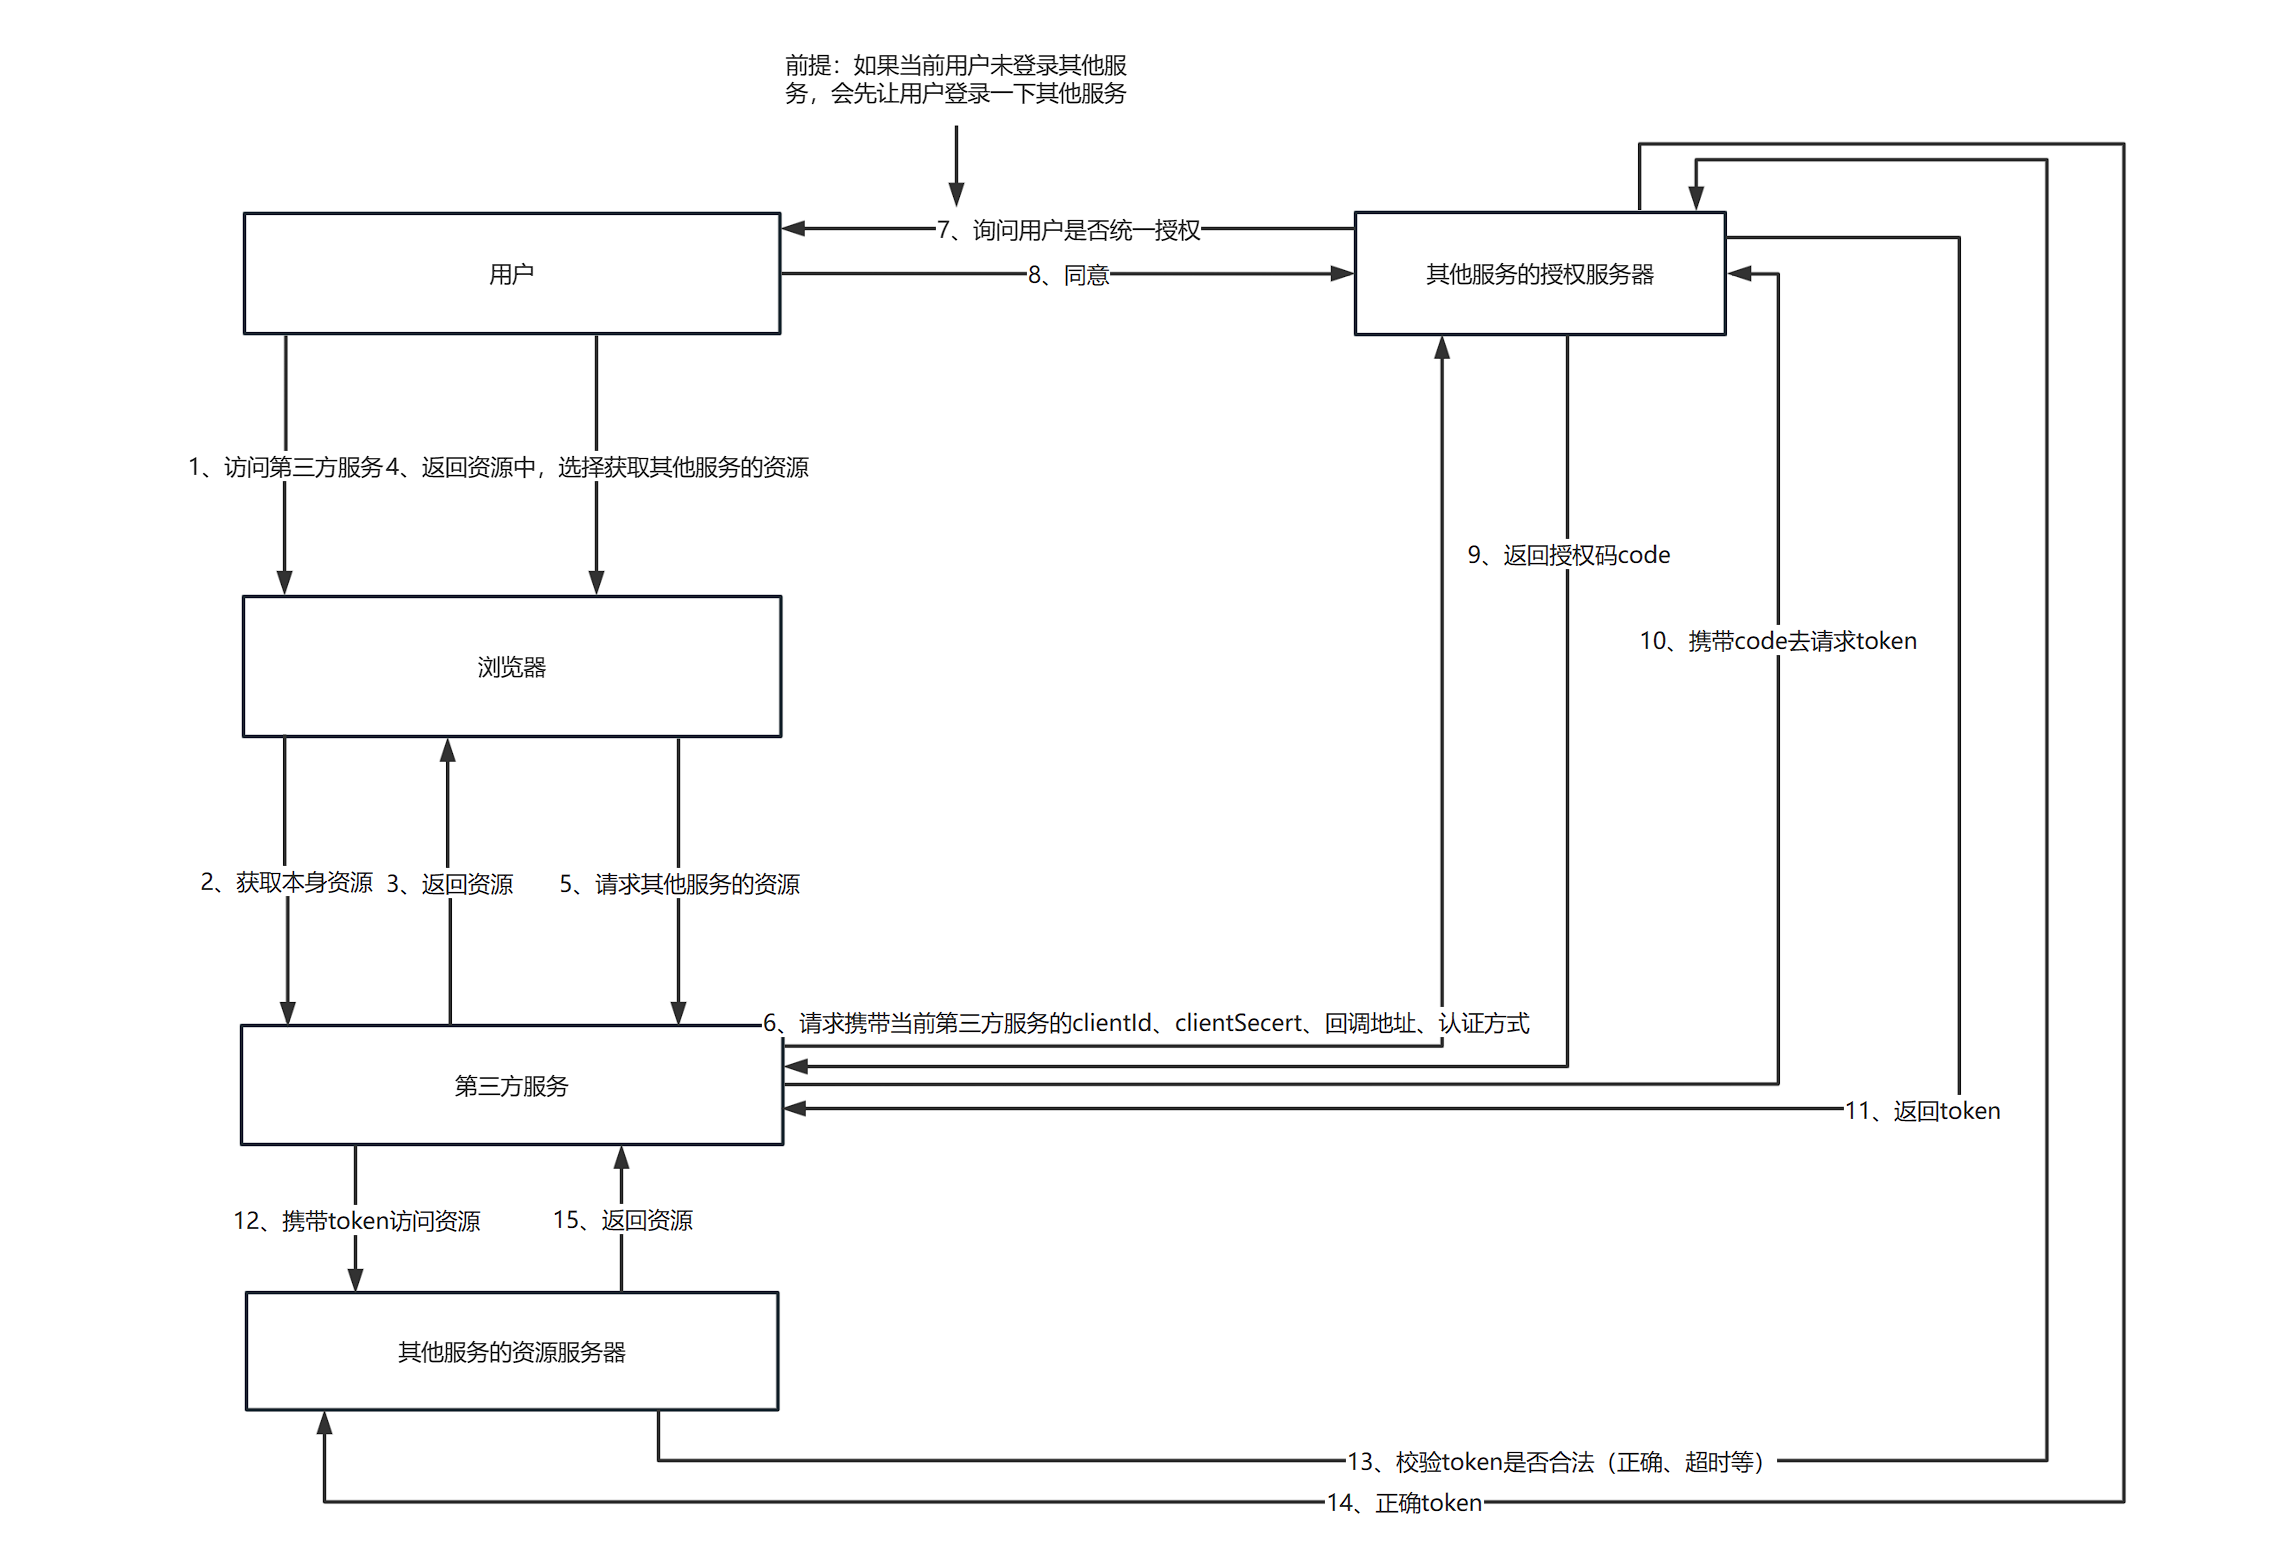 前提：如果当前用户未登录其他服
务，会先让用户登录一下其他服务
7、询问用户是否统一授权
用户
8、同意
其他服务的授权服务器
1、访问第三方服务
4、返回资源中，选择获取其他服务的资源
9、返回授权码code
10、携带code去请求token
浏览器
2、获取本身资源
3、返回资源
5、请求其他服务的资源
6、请求携带当前第三方服务的clientId、clientSecert、回调地址、认证方式
第三方服务
11、返回token
12、携带token访问资源
15、返回资源
其他服务的资源服务器
13、校验token是否合法（正确、超时等）
14、正确token